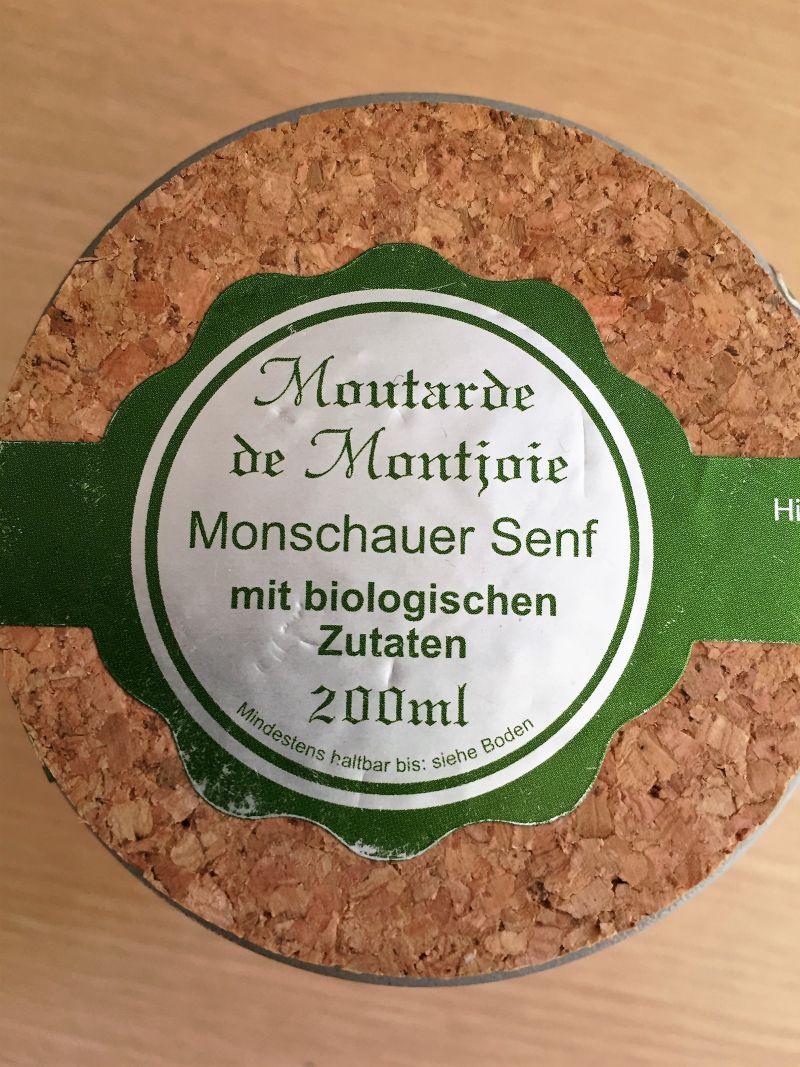 Moutarde
de Montjoie
Monschauer Senf
mit biologischen
Zutaten
200ml
Mindestens haltbar bis: siehe Boden